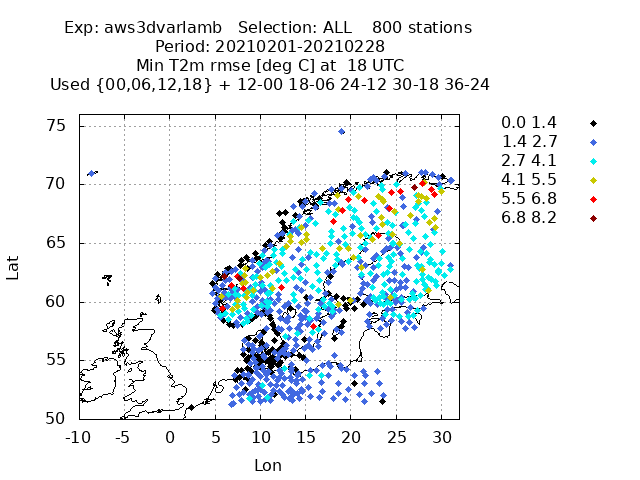 Exp: aws3dvarlamb   Selection: ALL    800 stations
Period: 20210201-20210228
Min T2m rmse [deg C] at  18 UTC
Used {00,06,12,18} + 12-00 18-06 24-12 30-18 36-24
0.0 1.4
1.4 2.7
2.7 4.1
4.1 5.5
5.5 6.8
6.8 8.2
75
70
65
60
55
50
Lat
-10 -5 0 5 10 15 20 25 30
Lon